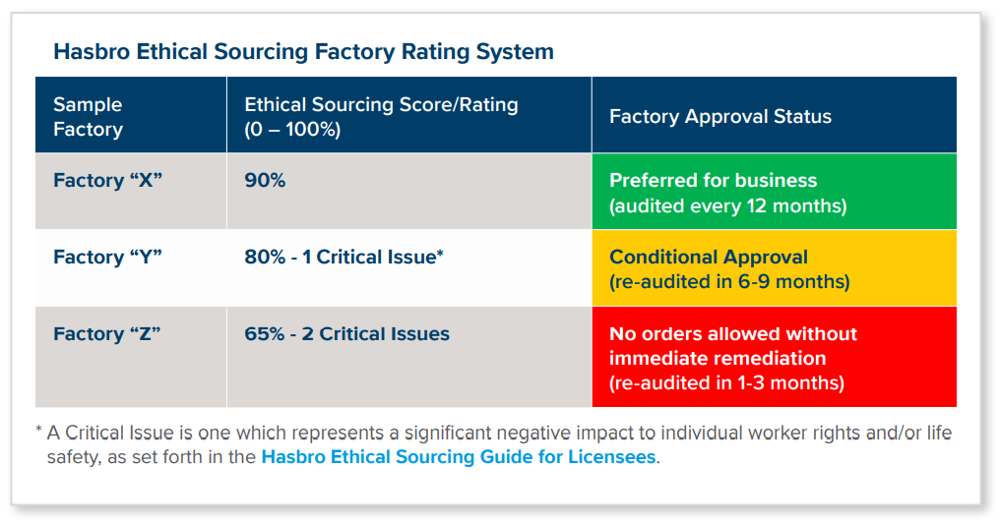 Hasbro Ethical Sourcing Factory Rating System
Sample
Factory
Ethical Sourcing Score/Rating
(0 – 100%)
Factory Approval Status
Factory “X”
90%
Preferred for business
(audited every 12 months)
Factory “Y”
80% - 1 Critical Issue*
Conditional Approval
(re-audited in 6-9 months)
Factory “Z”
65% - 2 Critical Issues
No orders allowed without
immediate remediation
(re-audited in 1-3 months)
* A Critical Issue is one which represents a significant negative impact to individual worker rights and/or life
safety, as set forth in the Hasbro Ethical Sourcing Guide for Licensees.